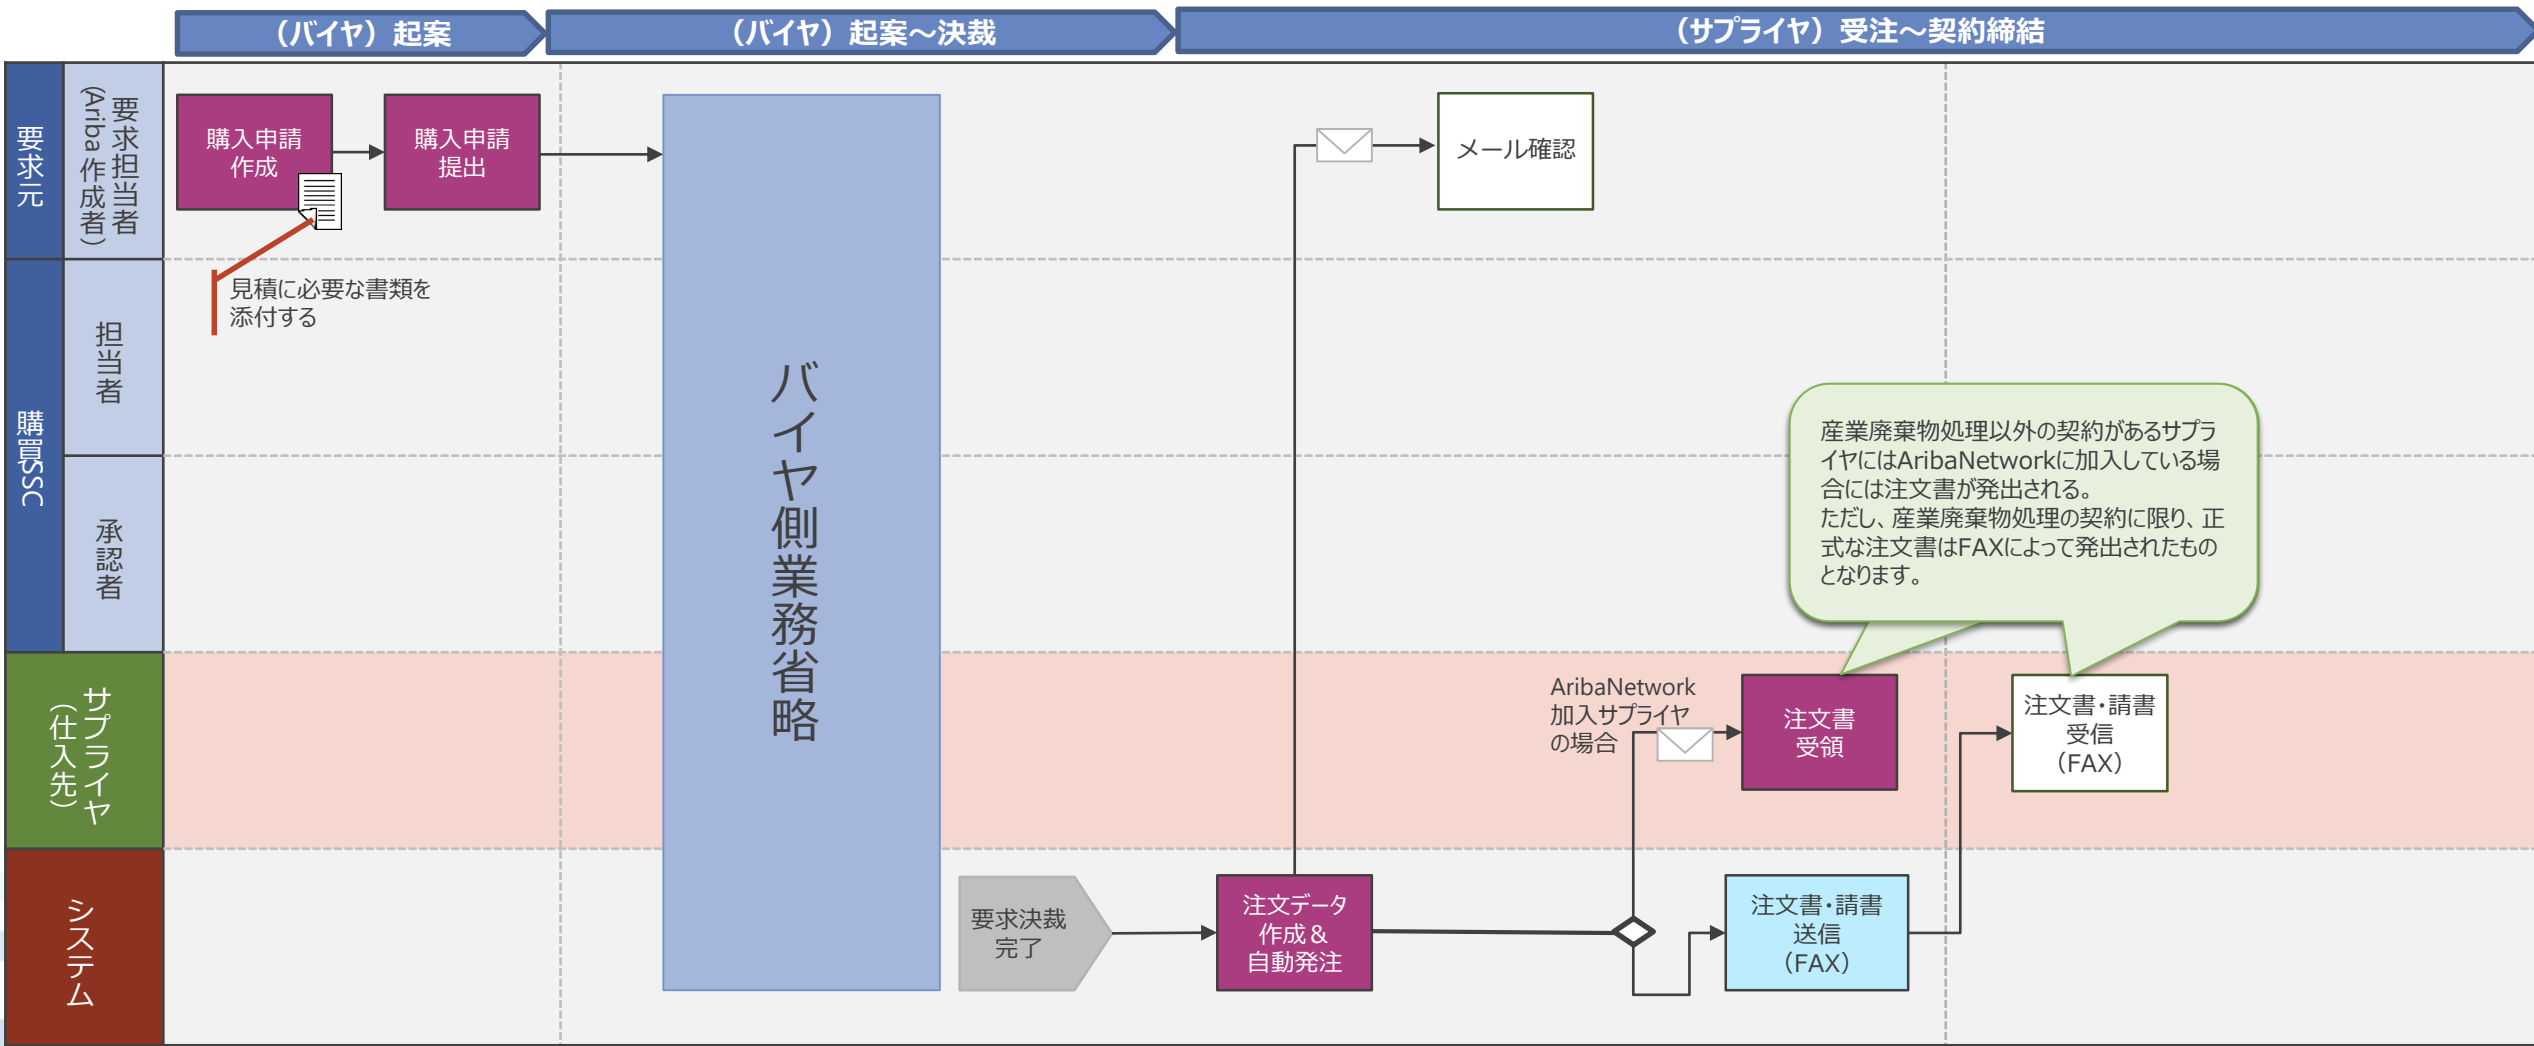 （バイヤ）起案
（バイヤ）起案～決裁
（サプライヤ）受注～契約締結
要求元
要求担当者
(Ariba作成者)
購入申請
作成
購入申請
提出
メール確認
見積に必要な書類を
添付する
購買SSC
担当者
承認者
バイヤ側業務省略
産業廃棄物処理以外の契約があるサプラ
イヤにはAribaNetworkに加入している場
合には注文書が発出される。
ただし、産業廃棄物処理の契約に限り、正
式な注文書はFAXによって発出されたもの
となります。
サプライヤ
（仕入先）
AribaNetwork
加入サプライヤ
の場合
注文書
受領
注文書・請書
受信
（FAX）
システム
要求決裁
完了
注文データ
作成＆
自動発注
注文書・請書
送信
（FAX）